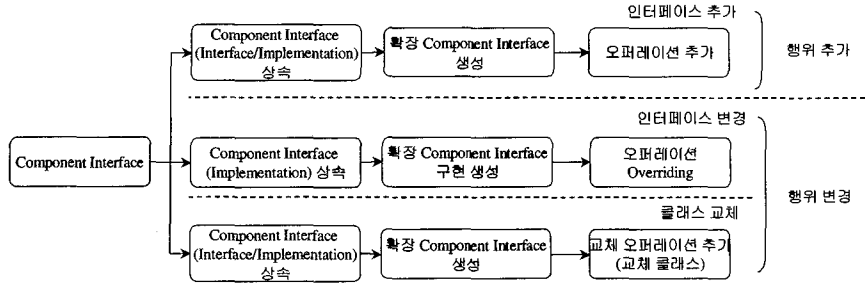 인터페이스 추가
Component Interface
(Interface/Implementation)
상속
확장 Component Interface
생성
오퍼레이션 추가
행위 추가
인터페이스 변경
Component Interface
Component Interface
(Implementation) 상속
확장 Component Interface
구현 생성
오퍼레이션
Overriding
행위 변경
클래스 교체
Component Interface
(Interface/Implementation)
상속
확장 Component Interface
생성
교체 오퍼레이션 추가
(교체 클래스)